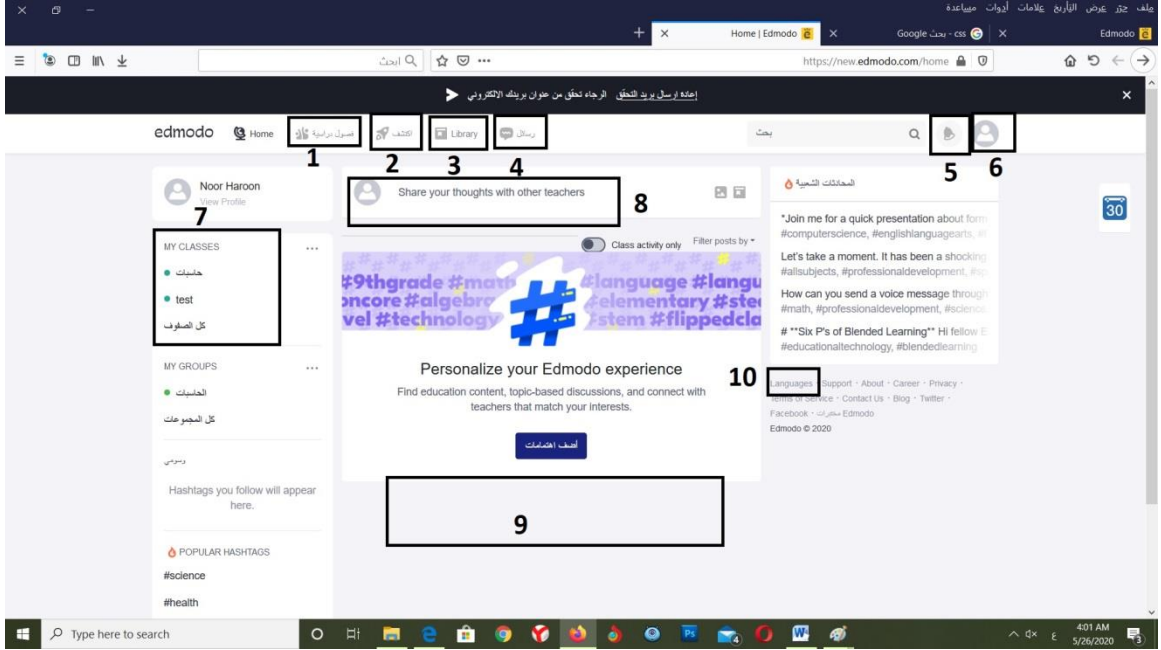 ملف حرّر عرض التأريخ علامات أدوات مساعدة
Edmodo
css - بحث Google
Home | Edmodo
https://new.edmodo.com/home
ابحث
إعادة إرسال بريد التحقق الرجاء تحقّق من عنوان بريدك الالكتروني
edmodo
Home
فصول دراسية
اكتشف
Library
رسائل
بحث
1
2
3
4
5
6
Noor Haroon
View Profile
7
MY CLASSES
حاسبات
test
كل الصفوف
MY GROUPS
الحاسبات
كل المجموعات
وسومي
Hashtags you follow will appear
here.
POPULAR HASHTAGS
#science
#health
Share your thoughts with other teachers
8
Class activity only
Filter posts by
#9thgrade #math #language #langu
oncore #algebra #elementary #ste
vel #technology #stem #flippedcla
Personalize your Edmodo experience
Find education content, topic-based discussions, and connect with
teachers that match your interests.
أضف اهتمامات
9
المحادثات الشعبية
"Join me for a quick presentation about form
#computerscience, #englishlanguagearts, #
Let's take a moment. It has been a shocking
#allsubjects, #professionaldevelopment, #sp
How can you send a voice message through
#math, #professionaldevelopment, #science,
# **Six P's of Blended Learning** Hi fellow E
#educationaltechnology, #blendedlearning
10
Languages · Support · About · Career · Privacy ·
Terms of Service · Contact Us · Blog · Twitter ·
Facebook · Edmodo
Edmodo © 2020
30
Type here to search
Ps
4
W
ع
4:01 AM
5/26/2020
3